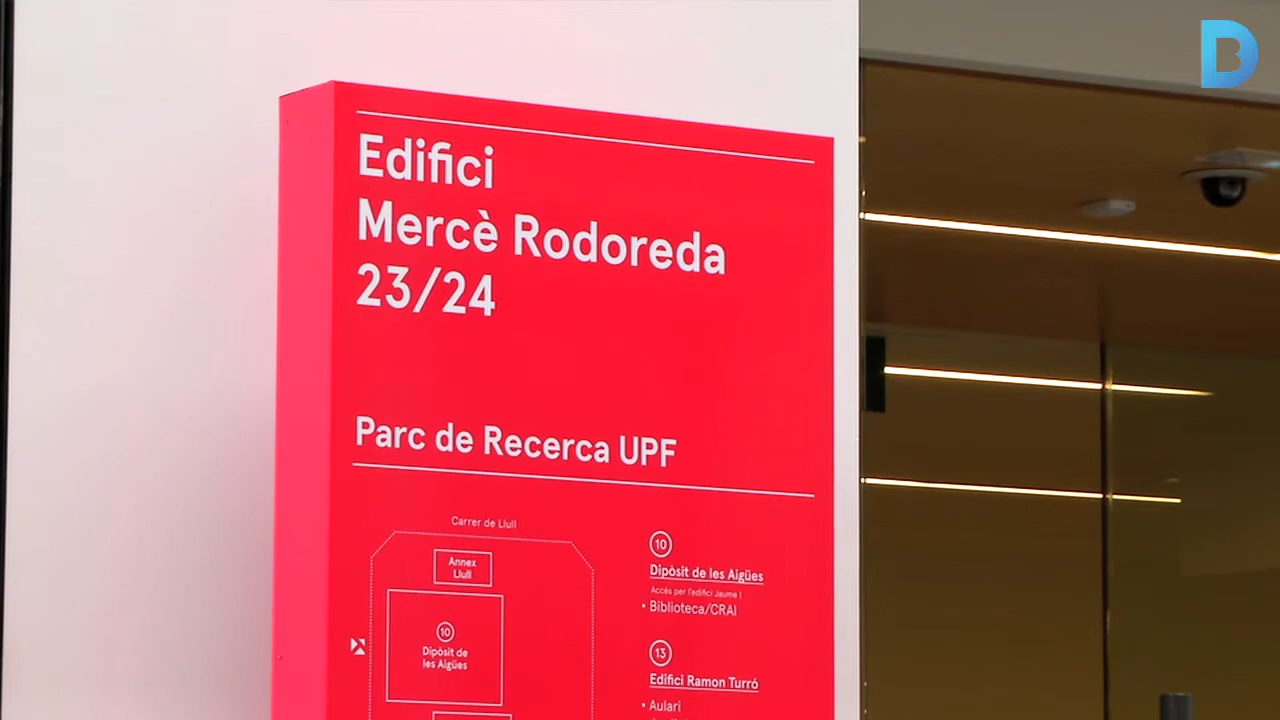 Edifici
Mercè Rodoreda
23/24
Parc de Recerca UPF
Carrer de Llull
Annex
Llull
10
Dipòsit de
les Aigües
10
Dipòsit de les Aigües
Accés per l'edifici Jaume I
• Biblioteca/CRAI
13
Edifici Ramon Turró
• Aulari
DB